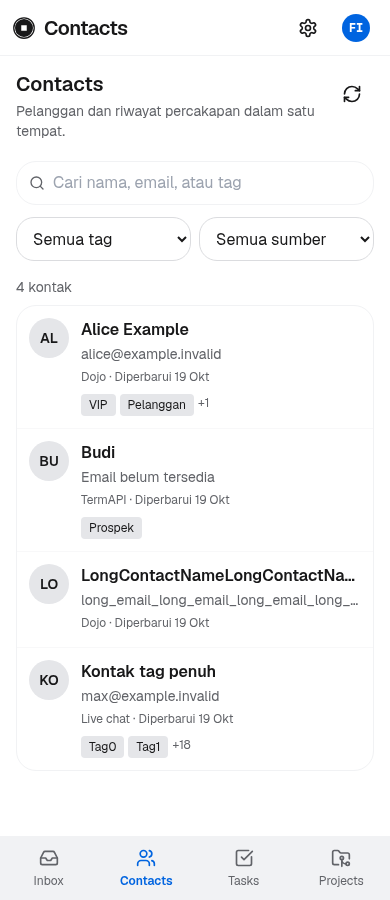 Contacts
FI
Contacts
Pelanggan dan riwayat percakapan dalam satu
tempat.
Cari nama, email, atau tag
Semua tag
Semua sumber
4 kontak
AL
Alice Example
alice@example.invalid
Dojo · Diperbarui 19 Okt
VIP
Pelanggan
+1
BU
Budi
Email belum tersedia
TermAPI · Diperbarui 19 Okt
Prospek
LO
LongContactNameLongContactNa...
long_email_long_email_long_email_long_...
Dojo · Diperbarui 19 Okt
KO
Kontak tag penuh
max@example.invalid
Live chat · Diperbarui 19 Okt
Tag0
Tag1
+18
Inbox
Contacts
Tasks
Projects